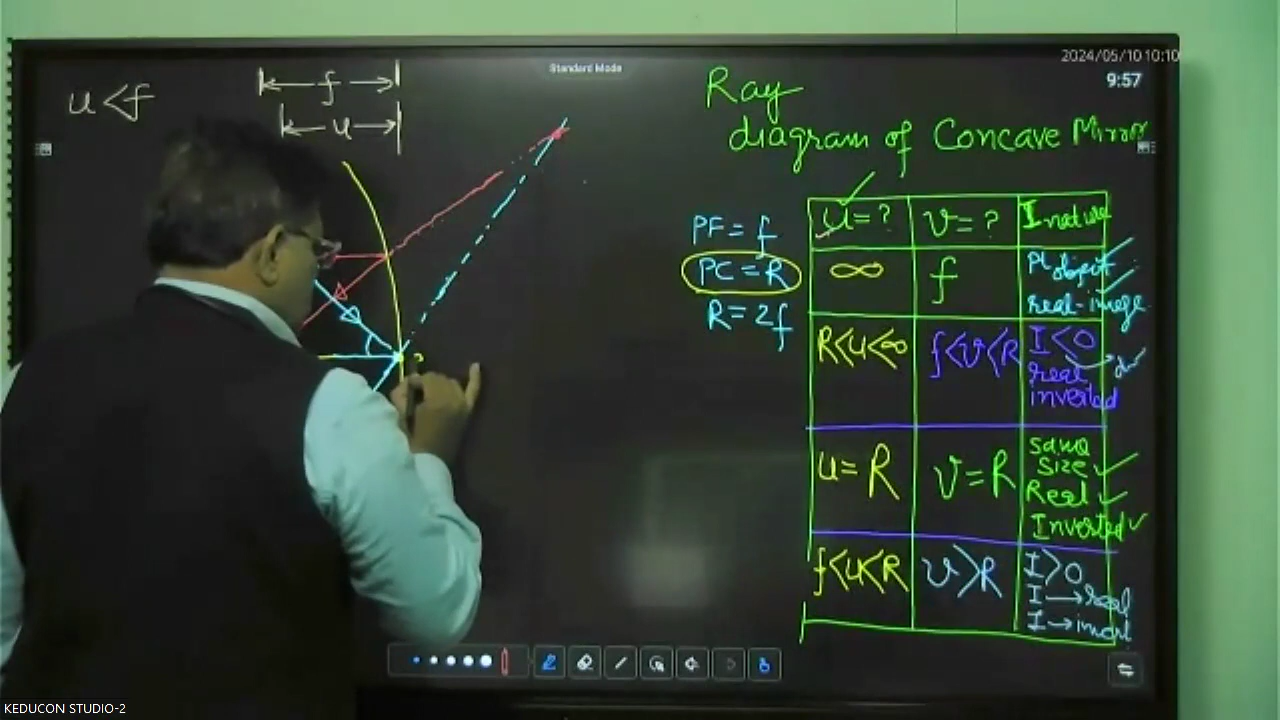 2024/05/10 10:10
Standard Mode
9:57
u<f
f
u
Ray
diagram of Concave Mirror
PF = f
PC = R
R = 2f
u = ? v = ? I nature
∞ f Pt object
real-image
R<u<∞ f<v<R I<O
real
inverted
u = R v = R same
size
Real
Inverted
f<u<R v>R I>O
I→real
I→invert
KEDUCON STUDIO-2